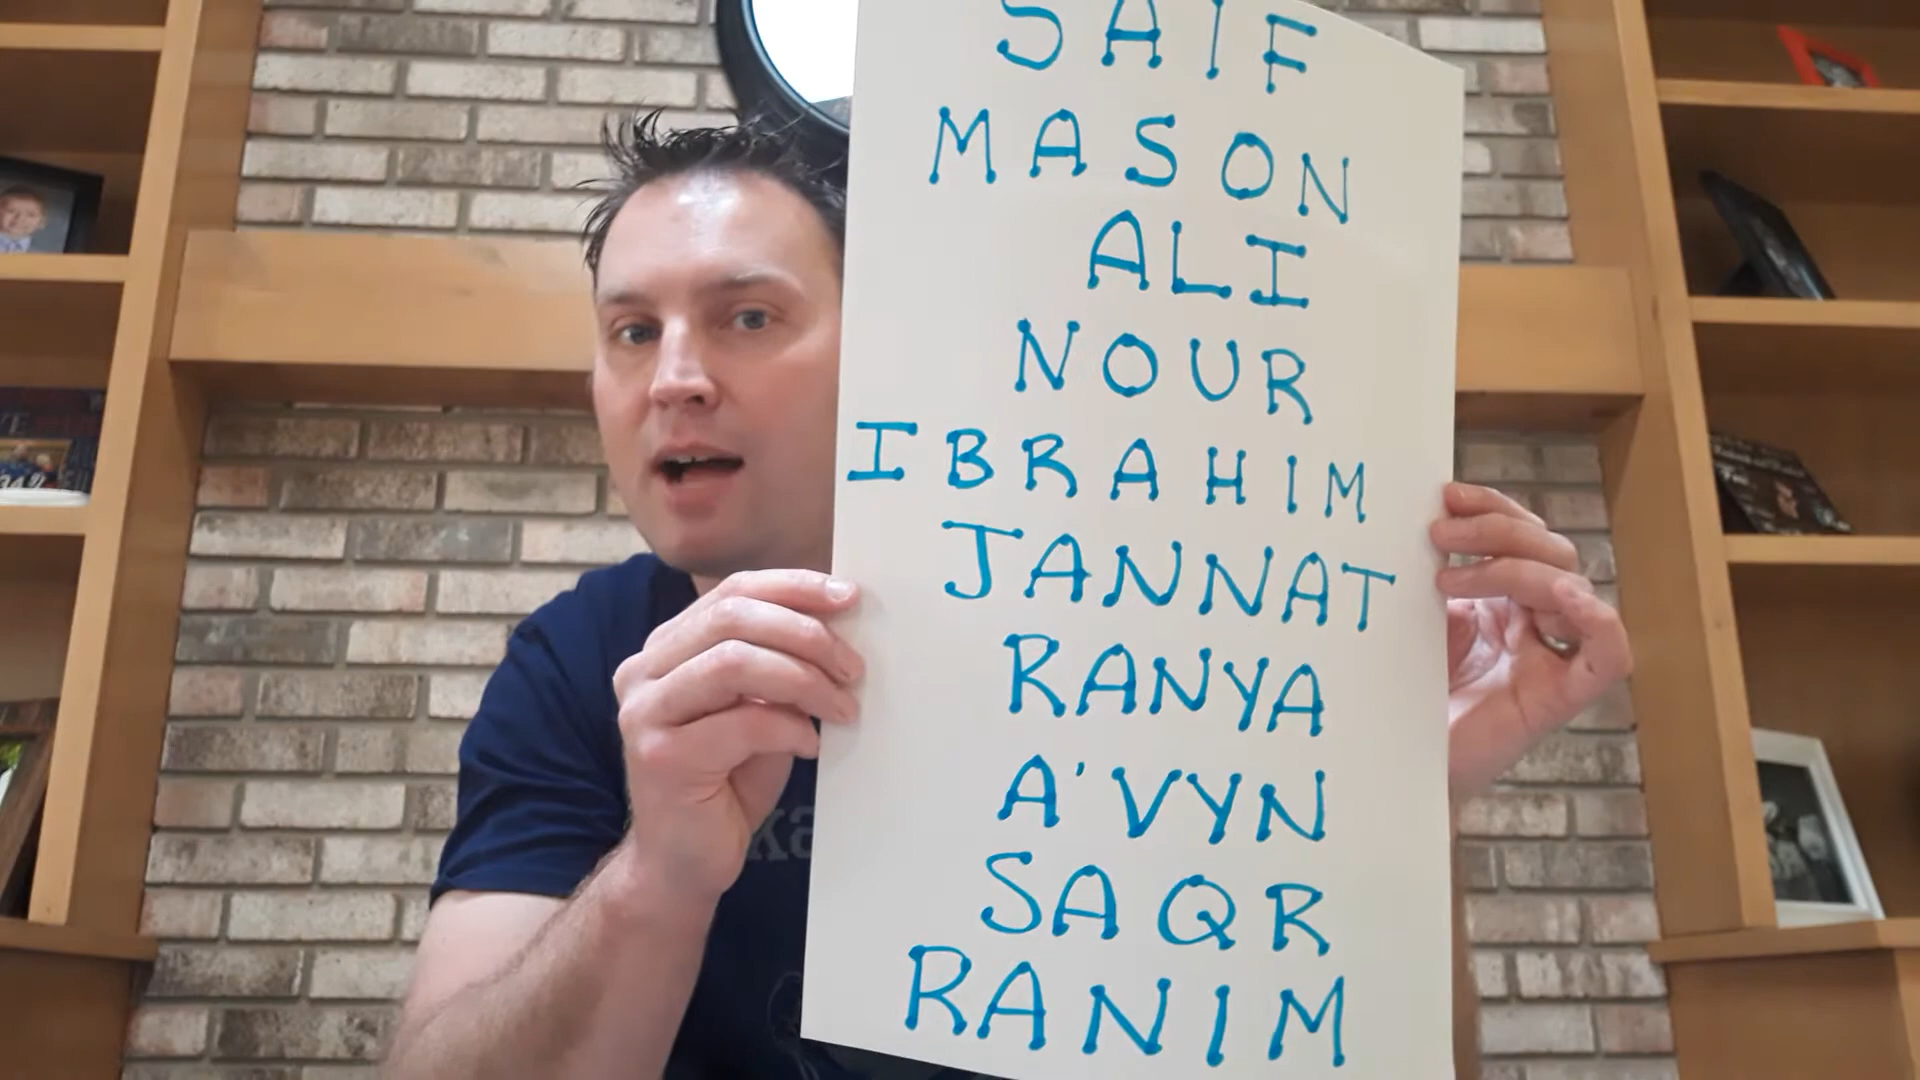 SAIF
MASON
ALI
NOUR
IBRAHIM
JANNAT
RANYA
A'VYN
SAQR
RANIM